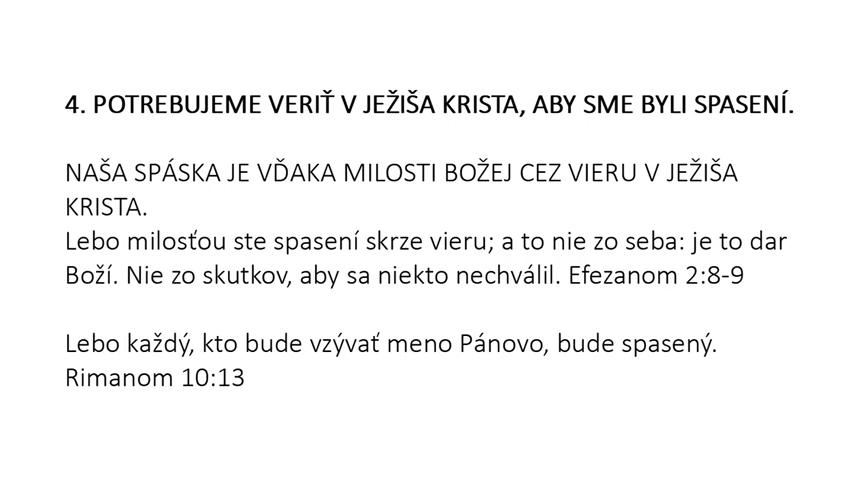 4. POTREBUJEME VERIŤ V JEŽIŠA KRISTA, ABY SME BYLI SPASENÍ.
NAŠA SPÁSKA JE VĎAKA MILOSTI BOŽEJ CEZ VIERU V JEŽIŠA
KRISTA.
Lebo milosťou ste spasení skrze vieru; a to nie zo seba: je to dar
Boží. Nie zo skutkov, aby sa niekto nechválil. Efezanom 2:8-9
Lebo každý, kto bude vzývať meno Pánovo, bude spasený.
Rimanom 10:13